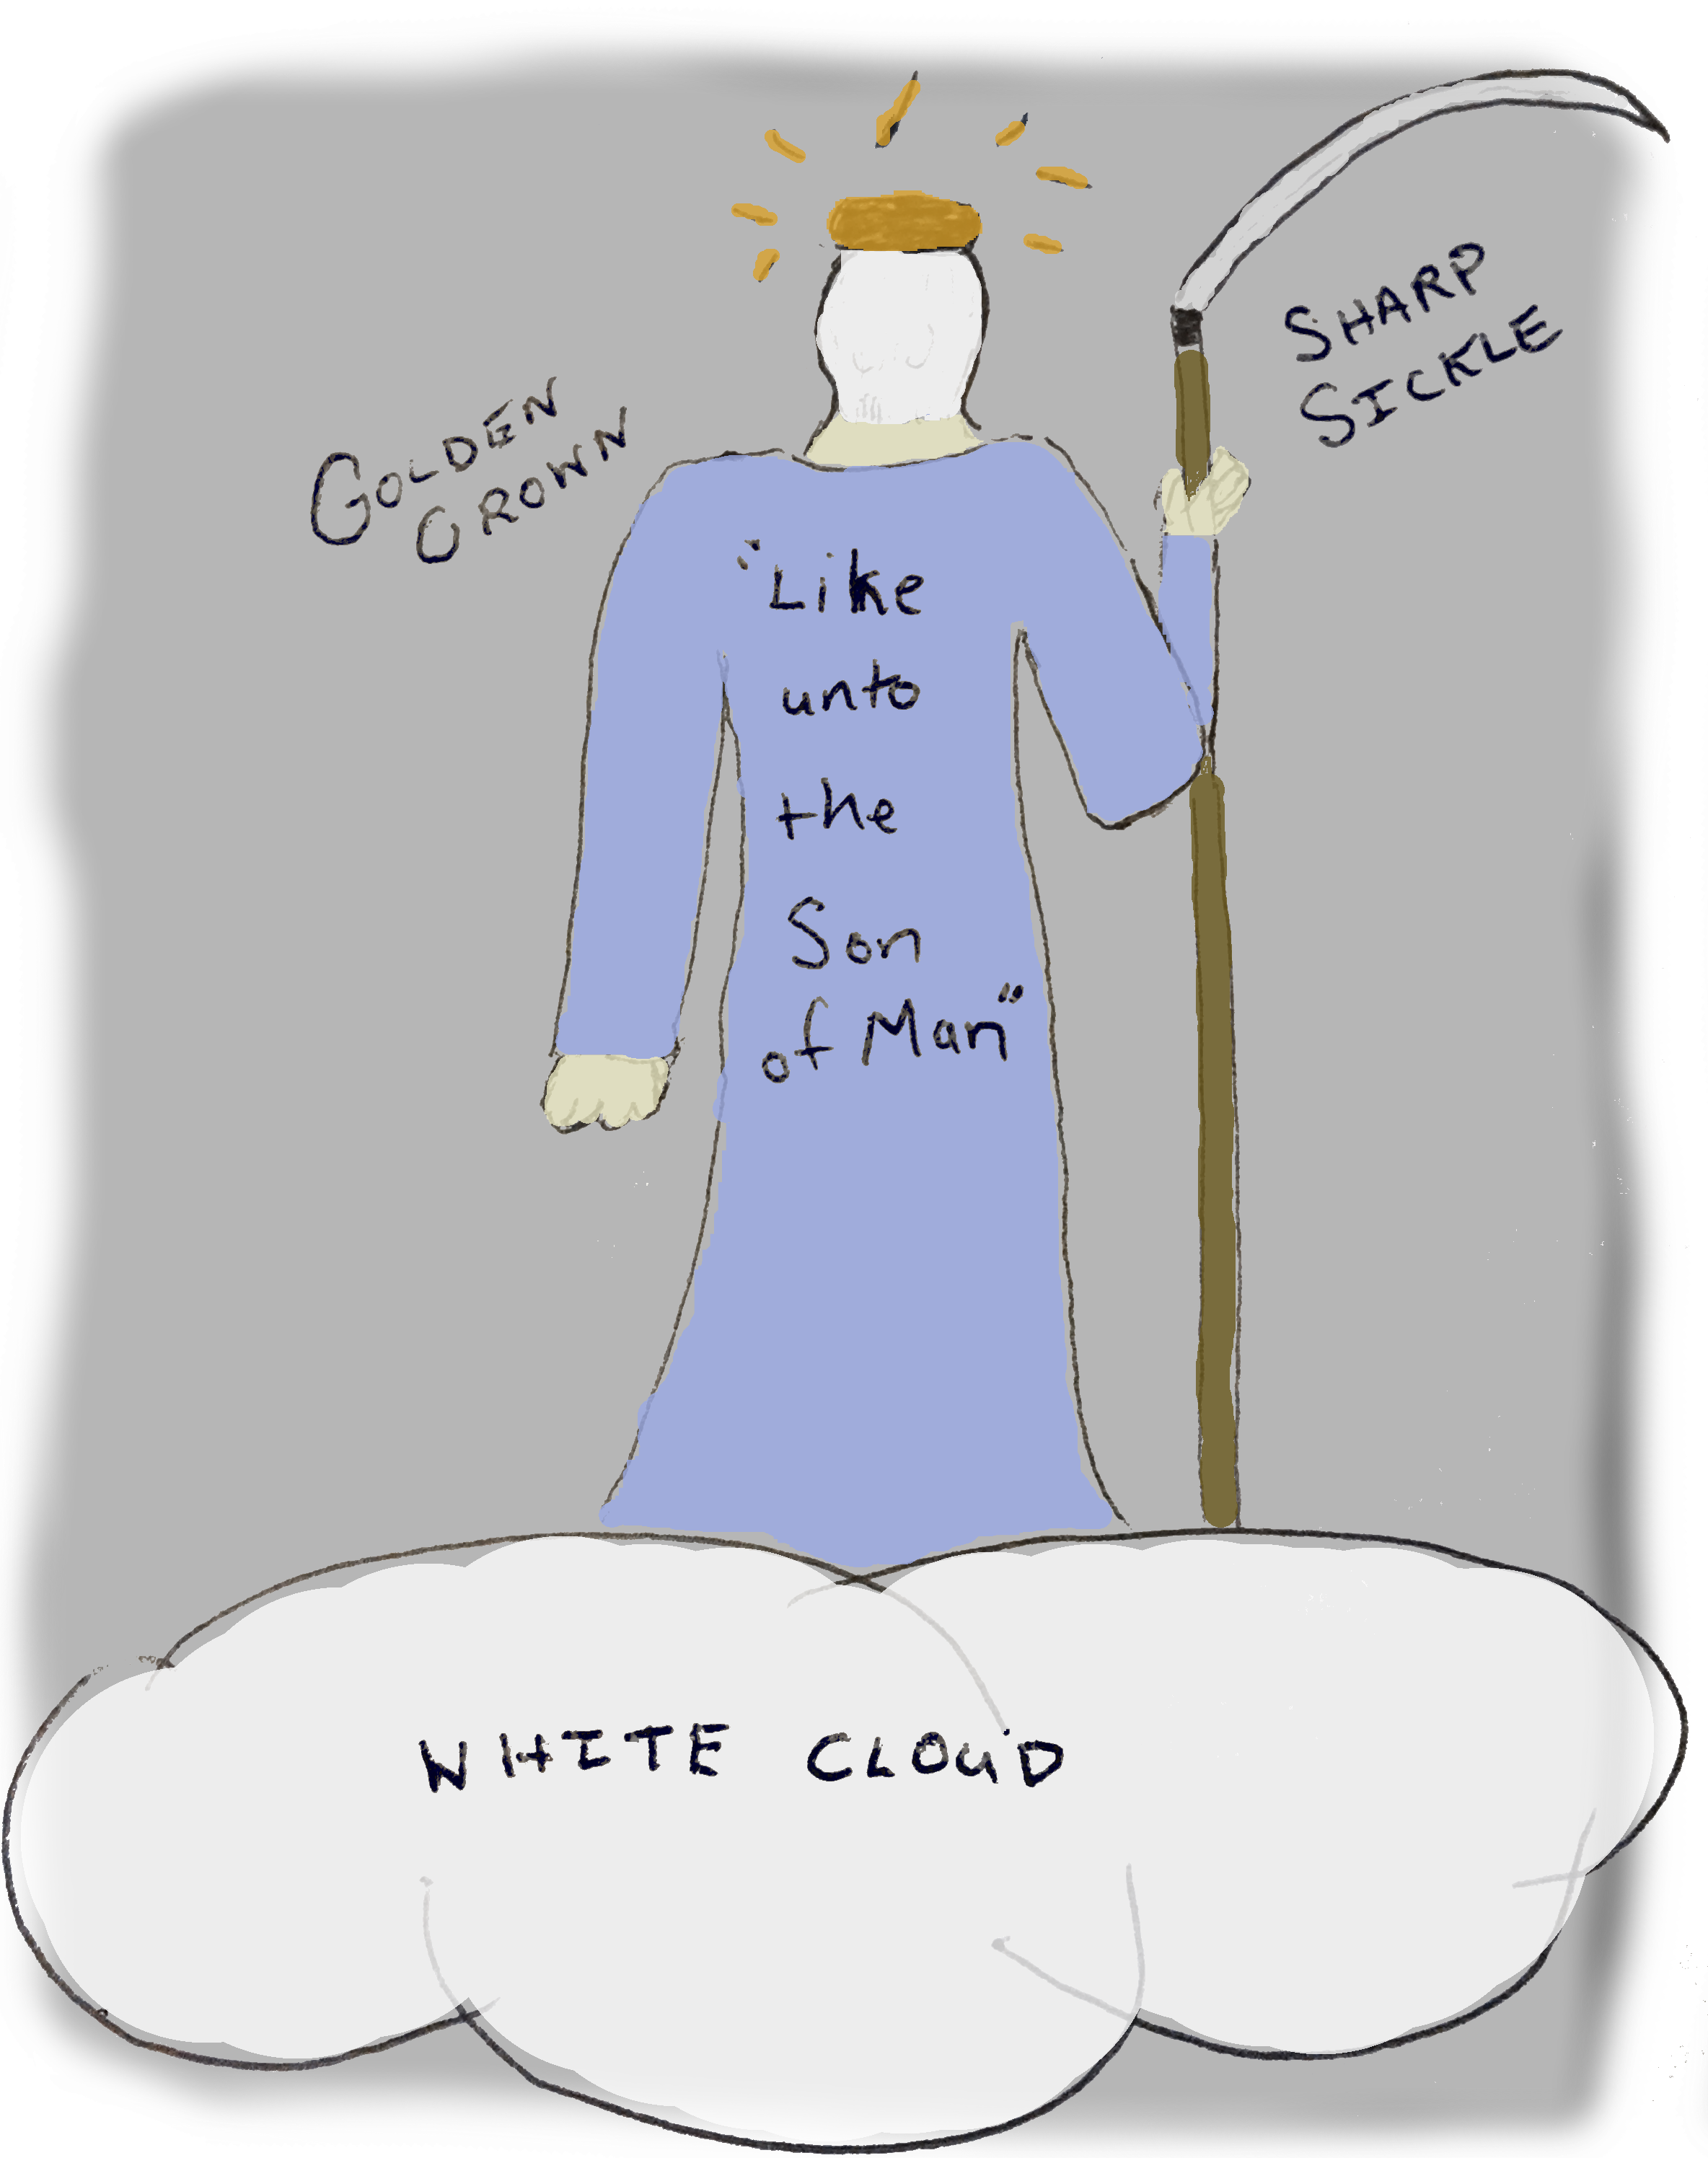 SHARP
SICKLE
GOLDEN
CROWN
"Like
unto
the
Son
of Man"
WHITE CLOUD